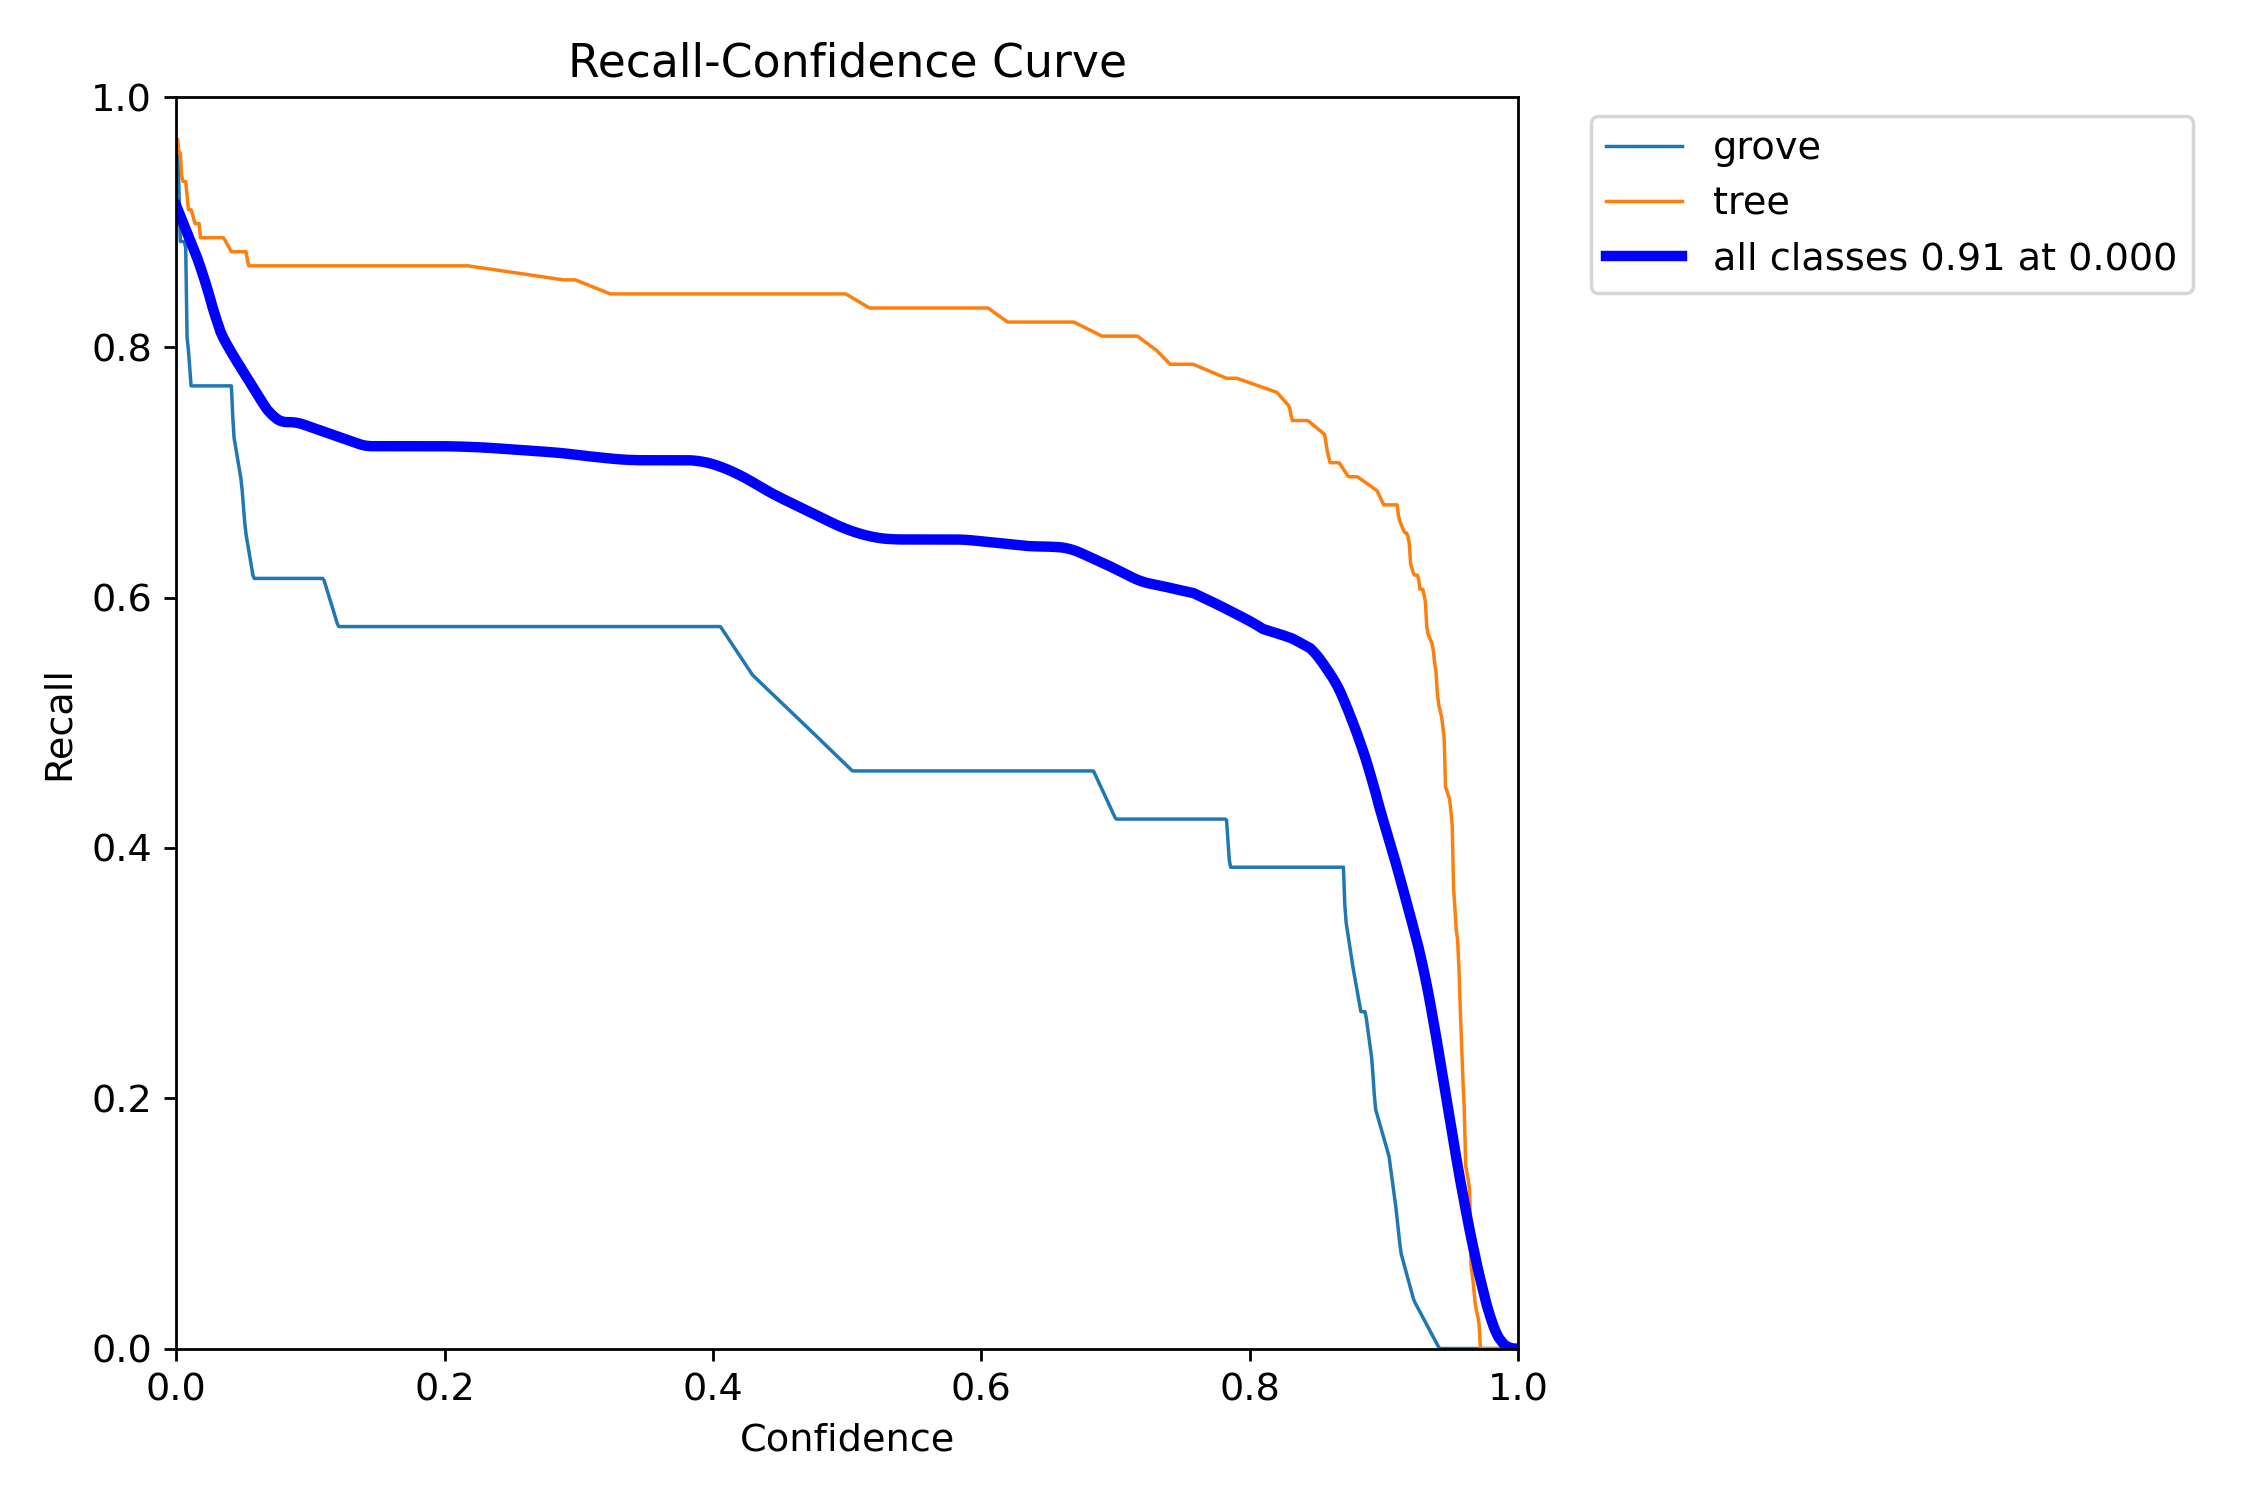 Recall-Confidence Curve
1.0
0.8
0.6
0.4
0.2
0.0
Recall
0.0 0.2 0.4 0.6 0.8 1.0
Confidence
grove
tree
all classes 0.91 at 0.000